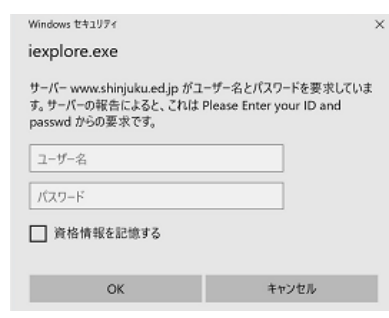 Windows セキュリティ
iexplore.exe
サーバー www.shinjuku.ed.jp がユーザー名とパスワードを要求していま
す。サーバーの報告によると、これは Please Enter your ID and
passwd からの要求です。
ユーザー名
パスワード
資格情報を記憶する
OK
キャンセル